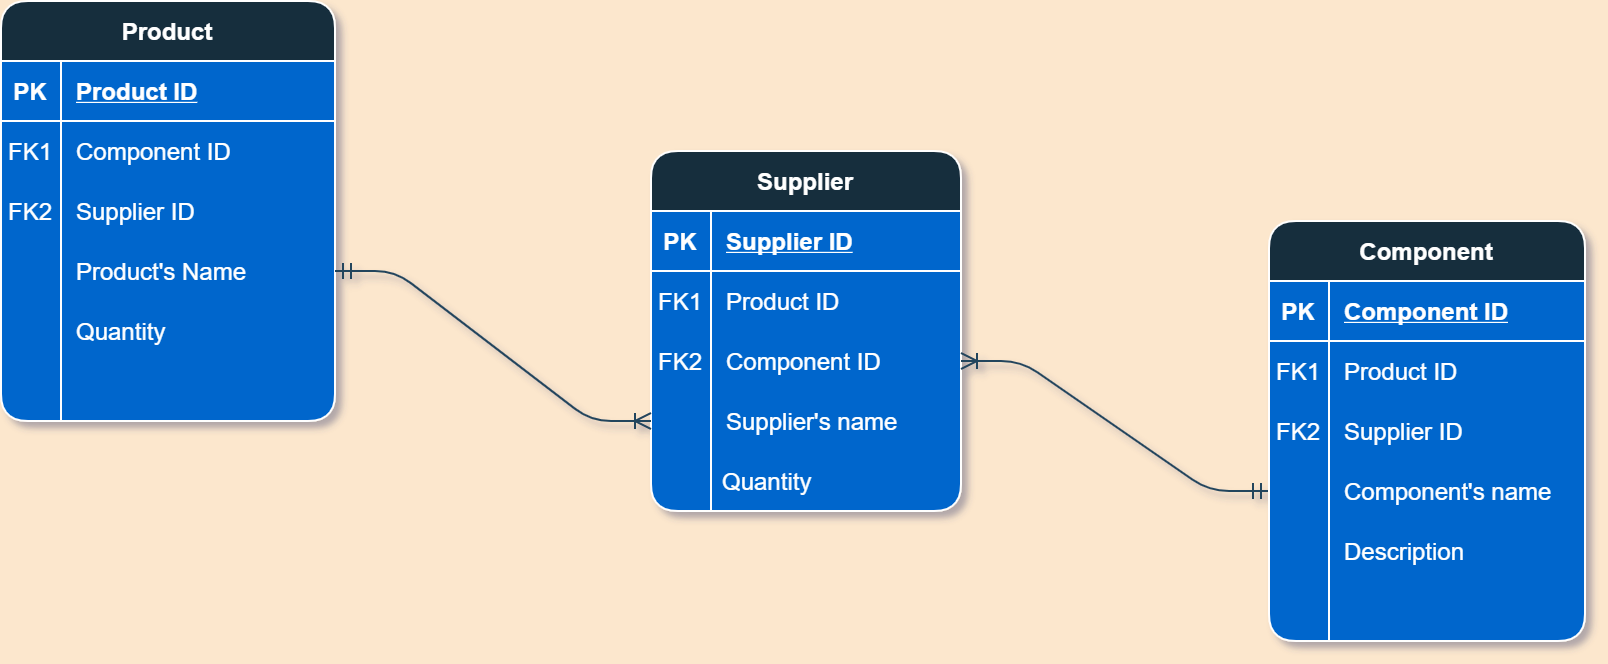 Product
PK Product ID
FK1 Component ID
FK2 Supplier ID
Product's Name
Quantity
Supplier
PK Supplier ID
FK1 Product ID
FK2 Component ID
Supplier's name
Quantity
Component
PK Component ID
FK1 Product ID
FK2 Supplier ID
Component's name
Description